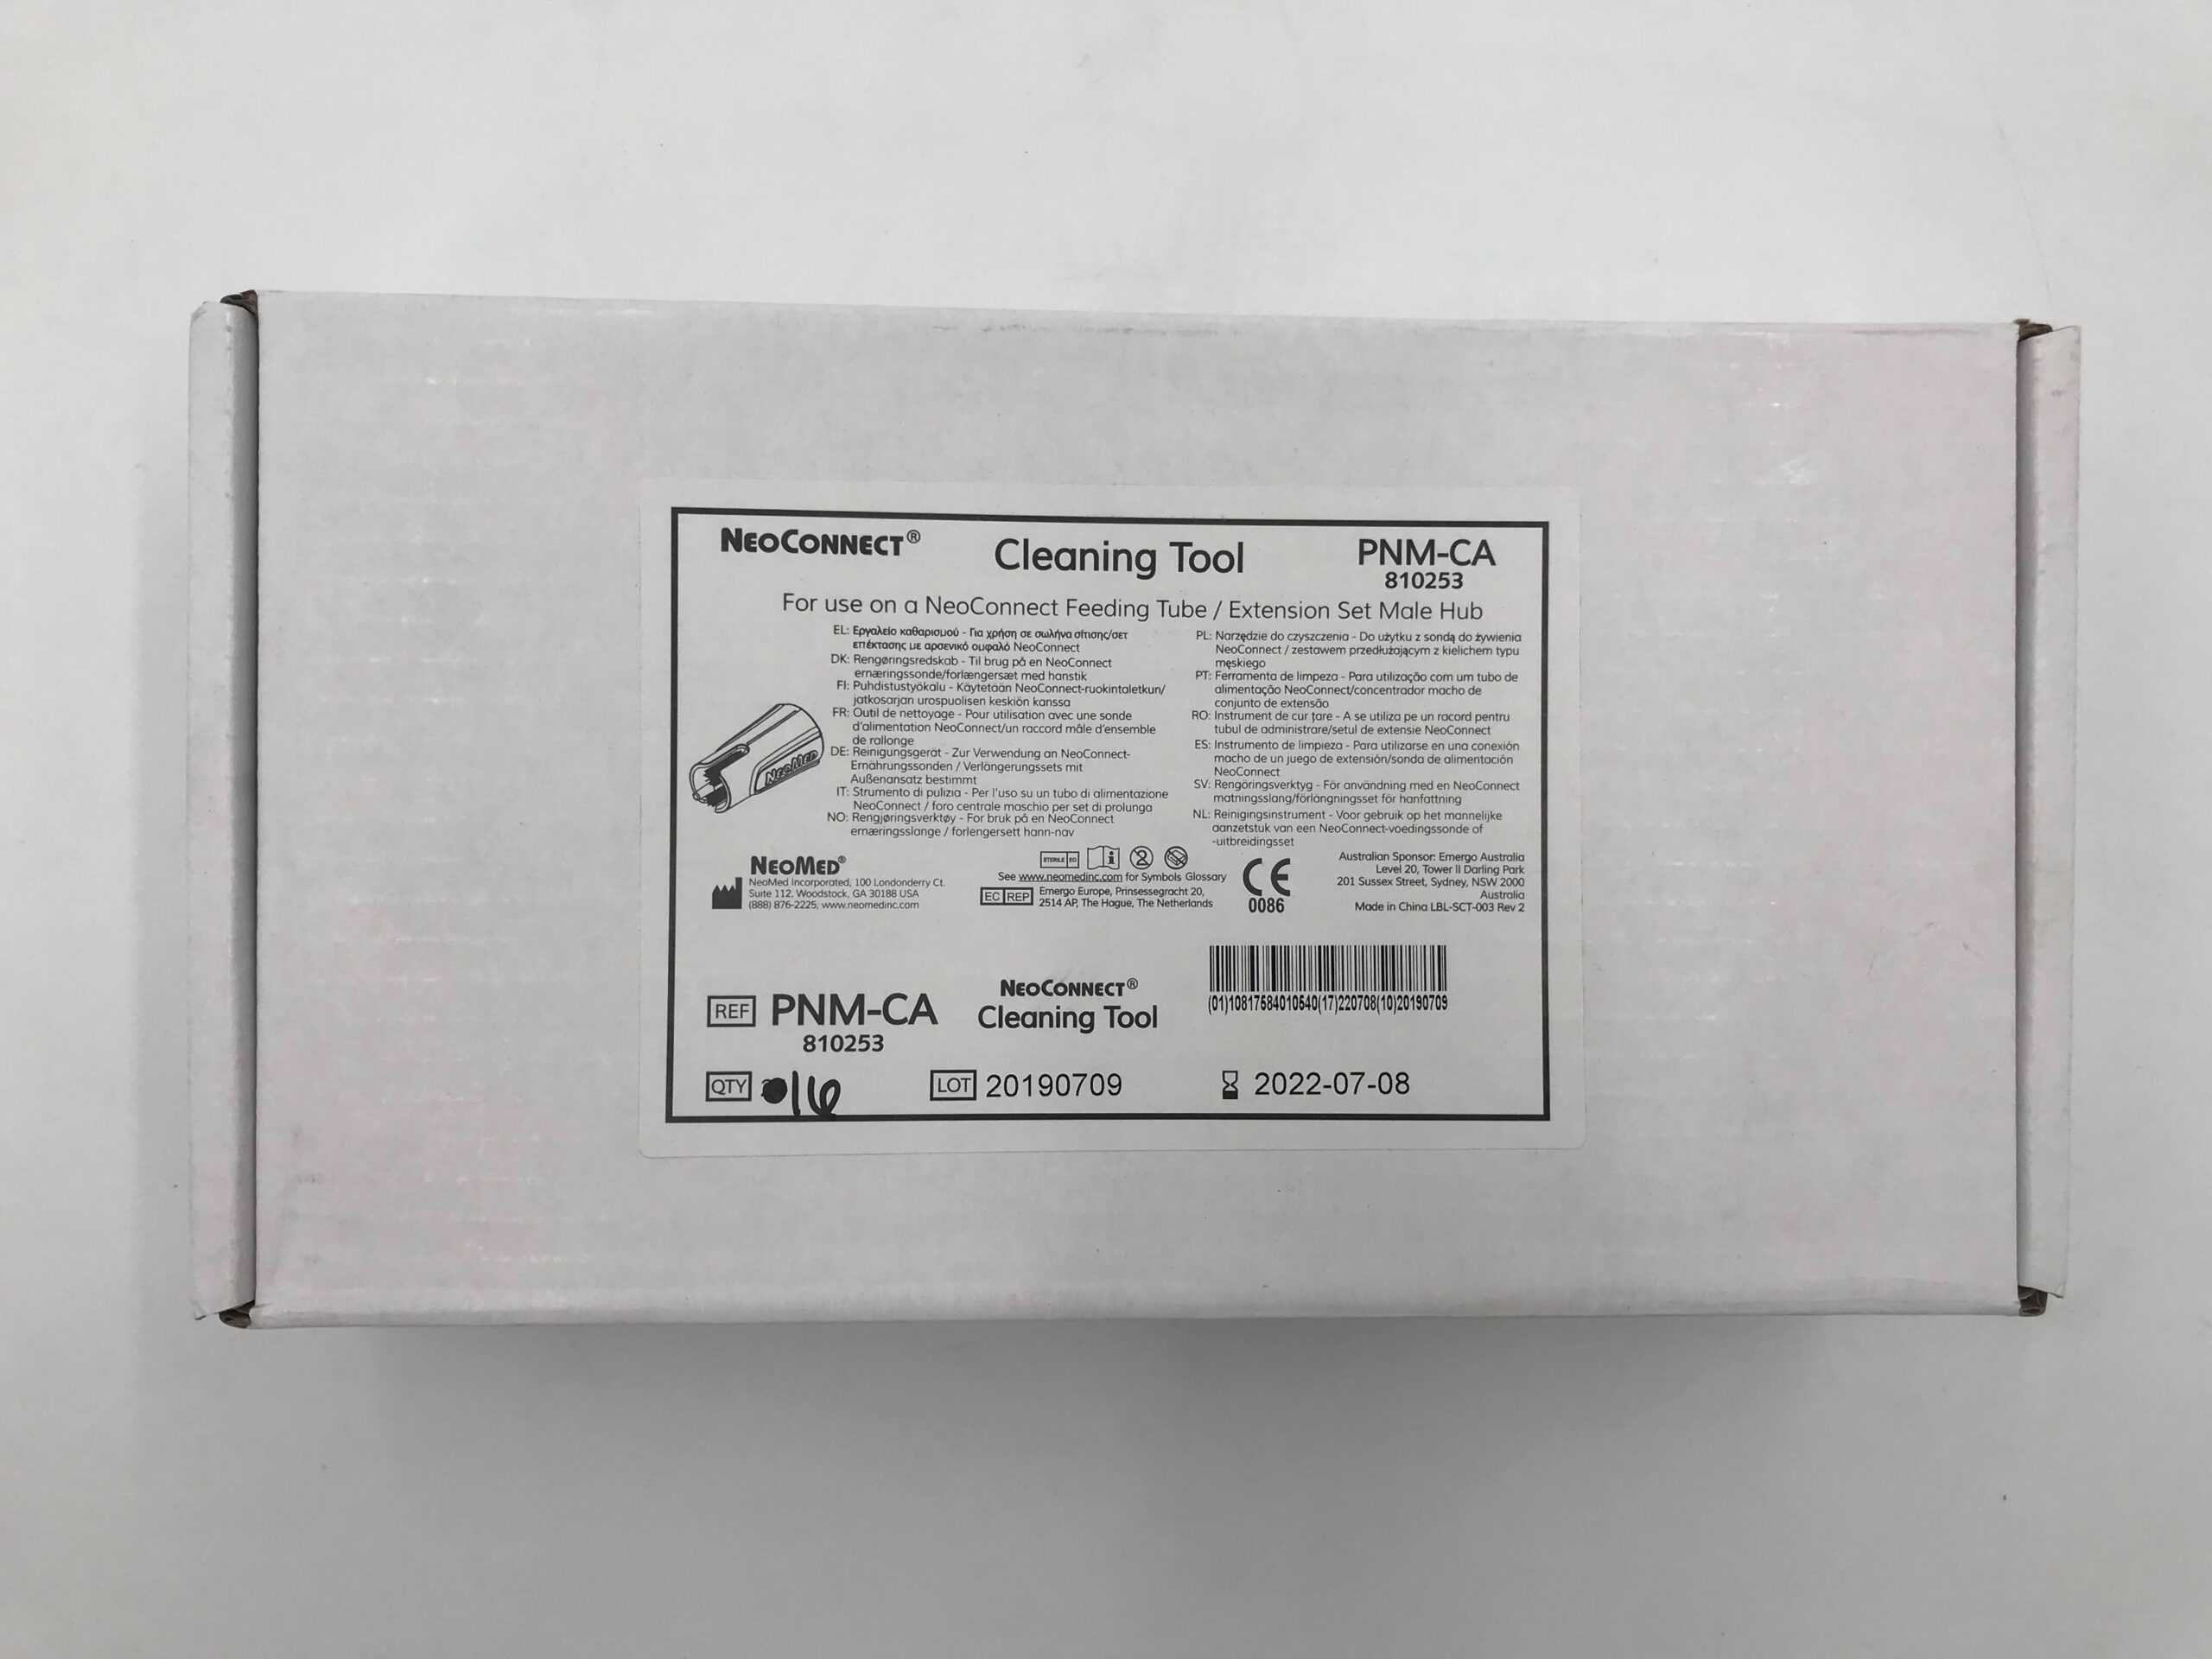 NEOCONNECT®
Cleaning Tool
PNM-CA
810253
For use on a NeoConnect Feeding Tube / Extension Set Male Hub
EL: Εργαλείο καθαρισμού - Για χρήση σε σωλήνα σίτισης/σετ
επέκτασης με αρσενικό ομφαλό NeoConnect
DK: Rengøringsredskab - Til brug på en NeoConnect
ernæringssonde/forlængersæt med hanstik
FI: Puhdistustyökalu - Käytetään NeoConnect-ruokintaletkun/
jatkosarjan urospuolisen keskiön kanssa
FR: Outil de nettoyage - Pour utilisation avec une sonde
d'alimentation NeoConnect/un raccord mâle d'ensemble
de rallonge
DE: Reinigungsgerät - Zur Verwendung an NeoConnect-
Ernährungssonden / Verlängerungssets mit
Außenansatz bestimmt
IT: Strumento di pulizia - Per l'uso su un tubo di alimentazione
NeoConnect / foro centrale maschio per set di prolunga
NO: Rengjøringsverktøy - For bruk på en NeoConnect
ernæringsslange / forlengersett hann-nav
PL: Narzędzie do czyszczenia - Do użytku z sondą do żywienia
NeoConnect / zestawem przedłużającym z kielichem typu
męskiego
PT: Ferramenta de limpeza - Para utilização com um tubo de
alimentação NeoConnect/concentrador macho de
conjunto de extensão
RO: Instrument de cur țare - A se utiliza pe un racord pentru
tubul de administrare/setul de extensie NeoConnect
ES: Instrumento de limpieza - Para utilizarse en una conexión
macho de un juego de extensión/sonda de alimentación
NeoConnect
SV: Rengöringsverktyg - För användning med en NeoConnect
matningsslang/förlängningsset för hanfattning
NL: Reinigingsinstrument - Voor gebruik op het mannelijke
aanzetstuk van een NeoConnect-voedingssonde of
-uitbreidingsset
NeoMed
NEOMED®
NeoMed Incorporated, 100 Londonderry Ct.
Suite 112, Woodstock, GA 30188 USA
(888) 876-2225, www.neomedinc.com
STERILE EO
See www.neomedinc.com for Symbols Glossary
EC REP
Emergo Europe, Prinsessegracht 20,
2514 AP, The Hague, The Netherlands
CE
0086
Australian Sponsor: Emergo Australia
Level 20, Tower II Darling Park
201 Sussex Street, Sydney, NSW 2000
Australia
Made in China LBL-SCT-003 Rev 2
REF PNM-CA
810253
NEOCONNECT®
Cleaning Tool
(01)10817584010540(17)220708(10)20190709
QTY 16
LOT 20190709
2022-07-08